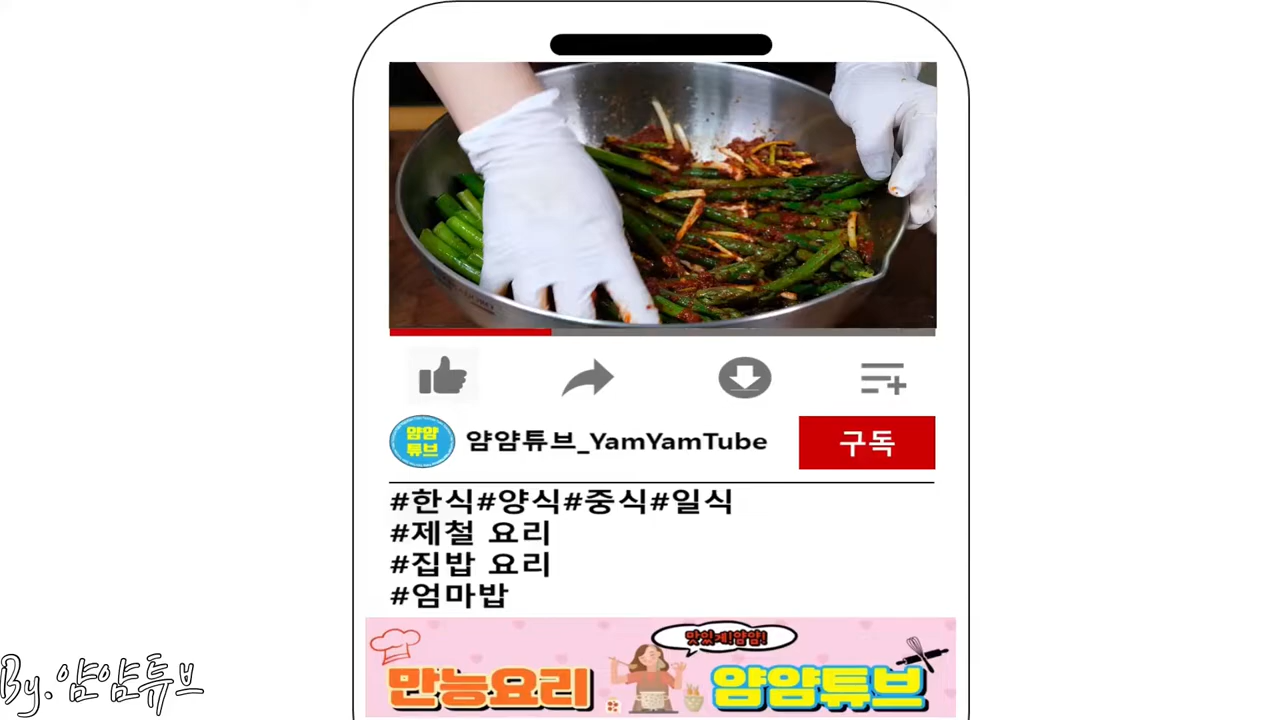 얌얌
튜브
얌얌튜브_YamYamTube
구독
#한식#양식#중식#일식
#제철 요리
#집밥 요리
#엄마밥
맛있게!얌얌!
만능요리
얌얌튜브
By. 얌얌튜브